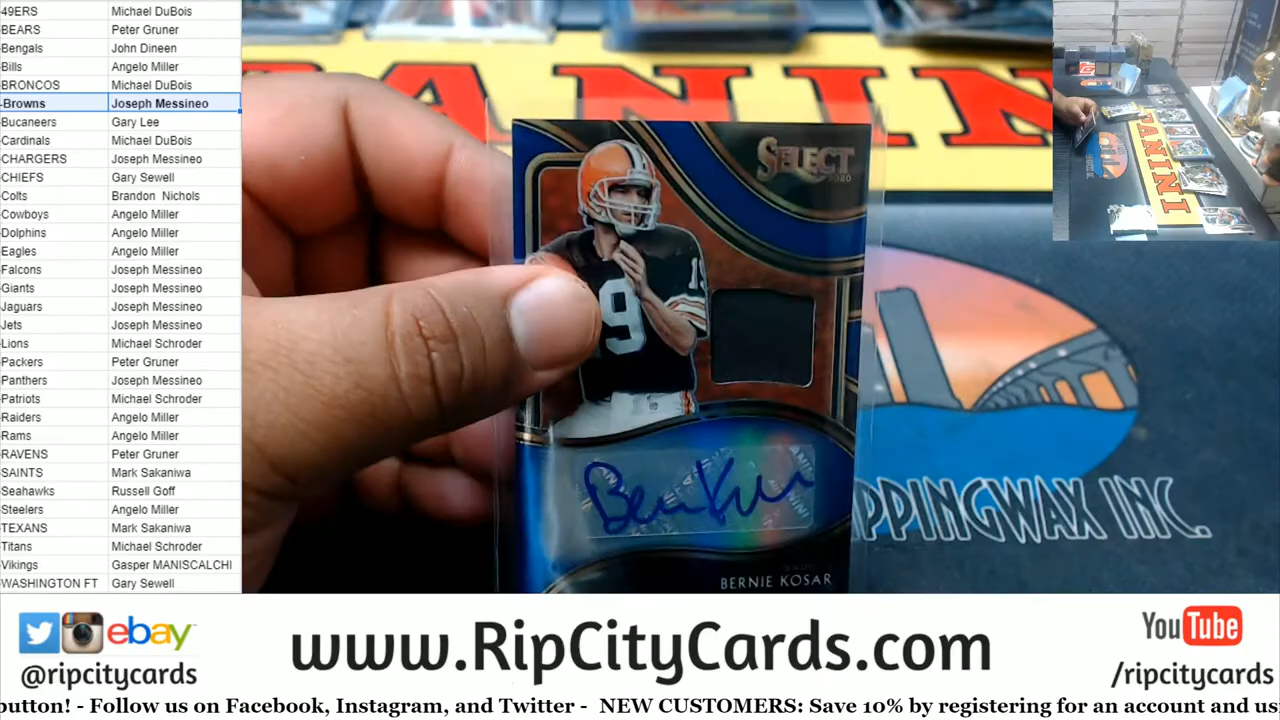 49ERS Michael DuBois
BEARS Peter Gruner
Bengals John Dineen
Bills Angelo Miller
BRONCOS Michael DuBois
Browns Joseph Messineo
Bucaneers Gary Lee
Cardinals Michael DuBois
CHARGERS Joseph Messineo
CHIEFS Gary Sewell
Colts Brandon Nichols
Cowboys Angelo Miller
Dolphins Angelo Miller
Eagles Angelo Miller
Falcons Joseph Messineo
Giants Joseph Messineo
Jaguars Joseph Messineo
Jets Joseph Messineo
Lions Michael Schroder
Packers Peter Gruner
Panthers Joseph Messineo
Patriots Michael Schroder
Raiders Angelo Miller
Rams Angelo Miller
RAVENS Peter Gruner
SAINTS Mark Sakaniwa
Seahawks Russell Goff
Steelers Angelo Miller
TEXANS Mark Sakaniwa
Titans Michael Schroder
Vikings Gasper MANISCALCHI
WASHINGTON FT Gary Sewell
PANINI
SELECT
19
BERNIE KOSAR
PPINGWAX INC.
PANINI
ebay
@ripcitycards
www.RipCityCards.com
YouTube
/ripcitycards
button! - Follow us on Facebook, Instagram, and Twitter - NEW CUSTOMERS: Save 10% by registering for an account and us